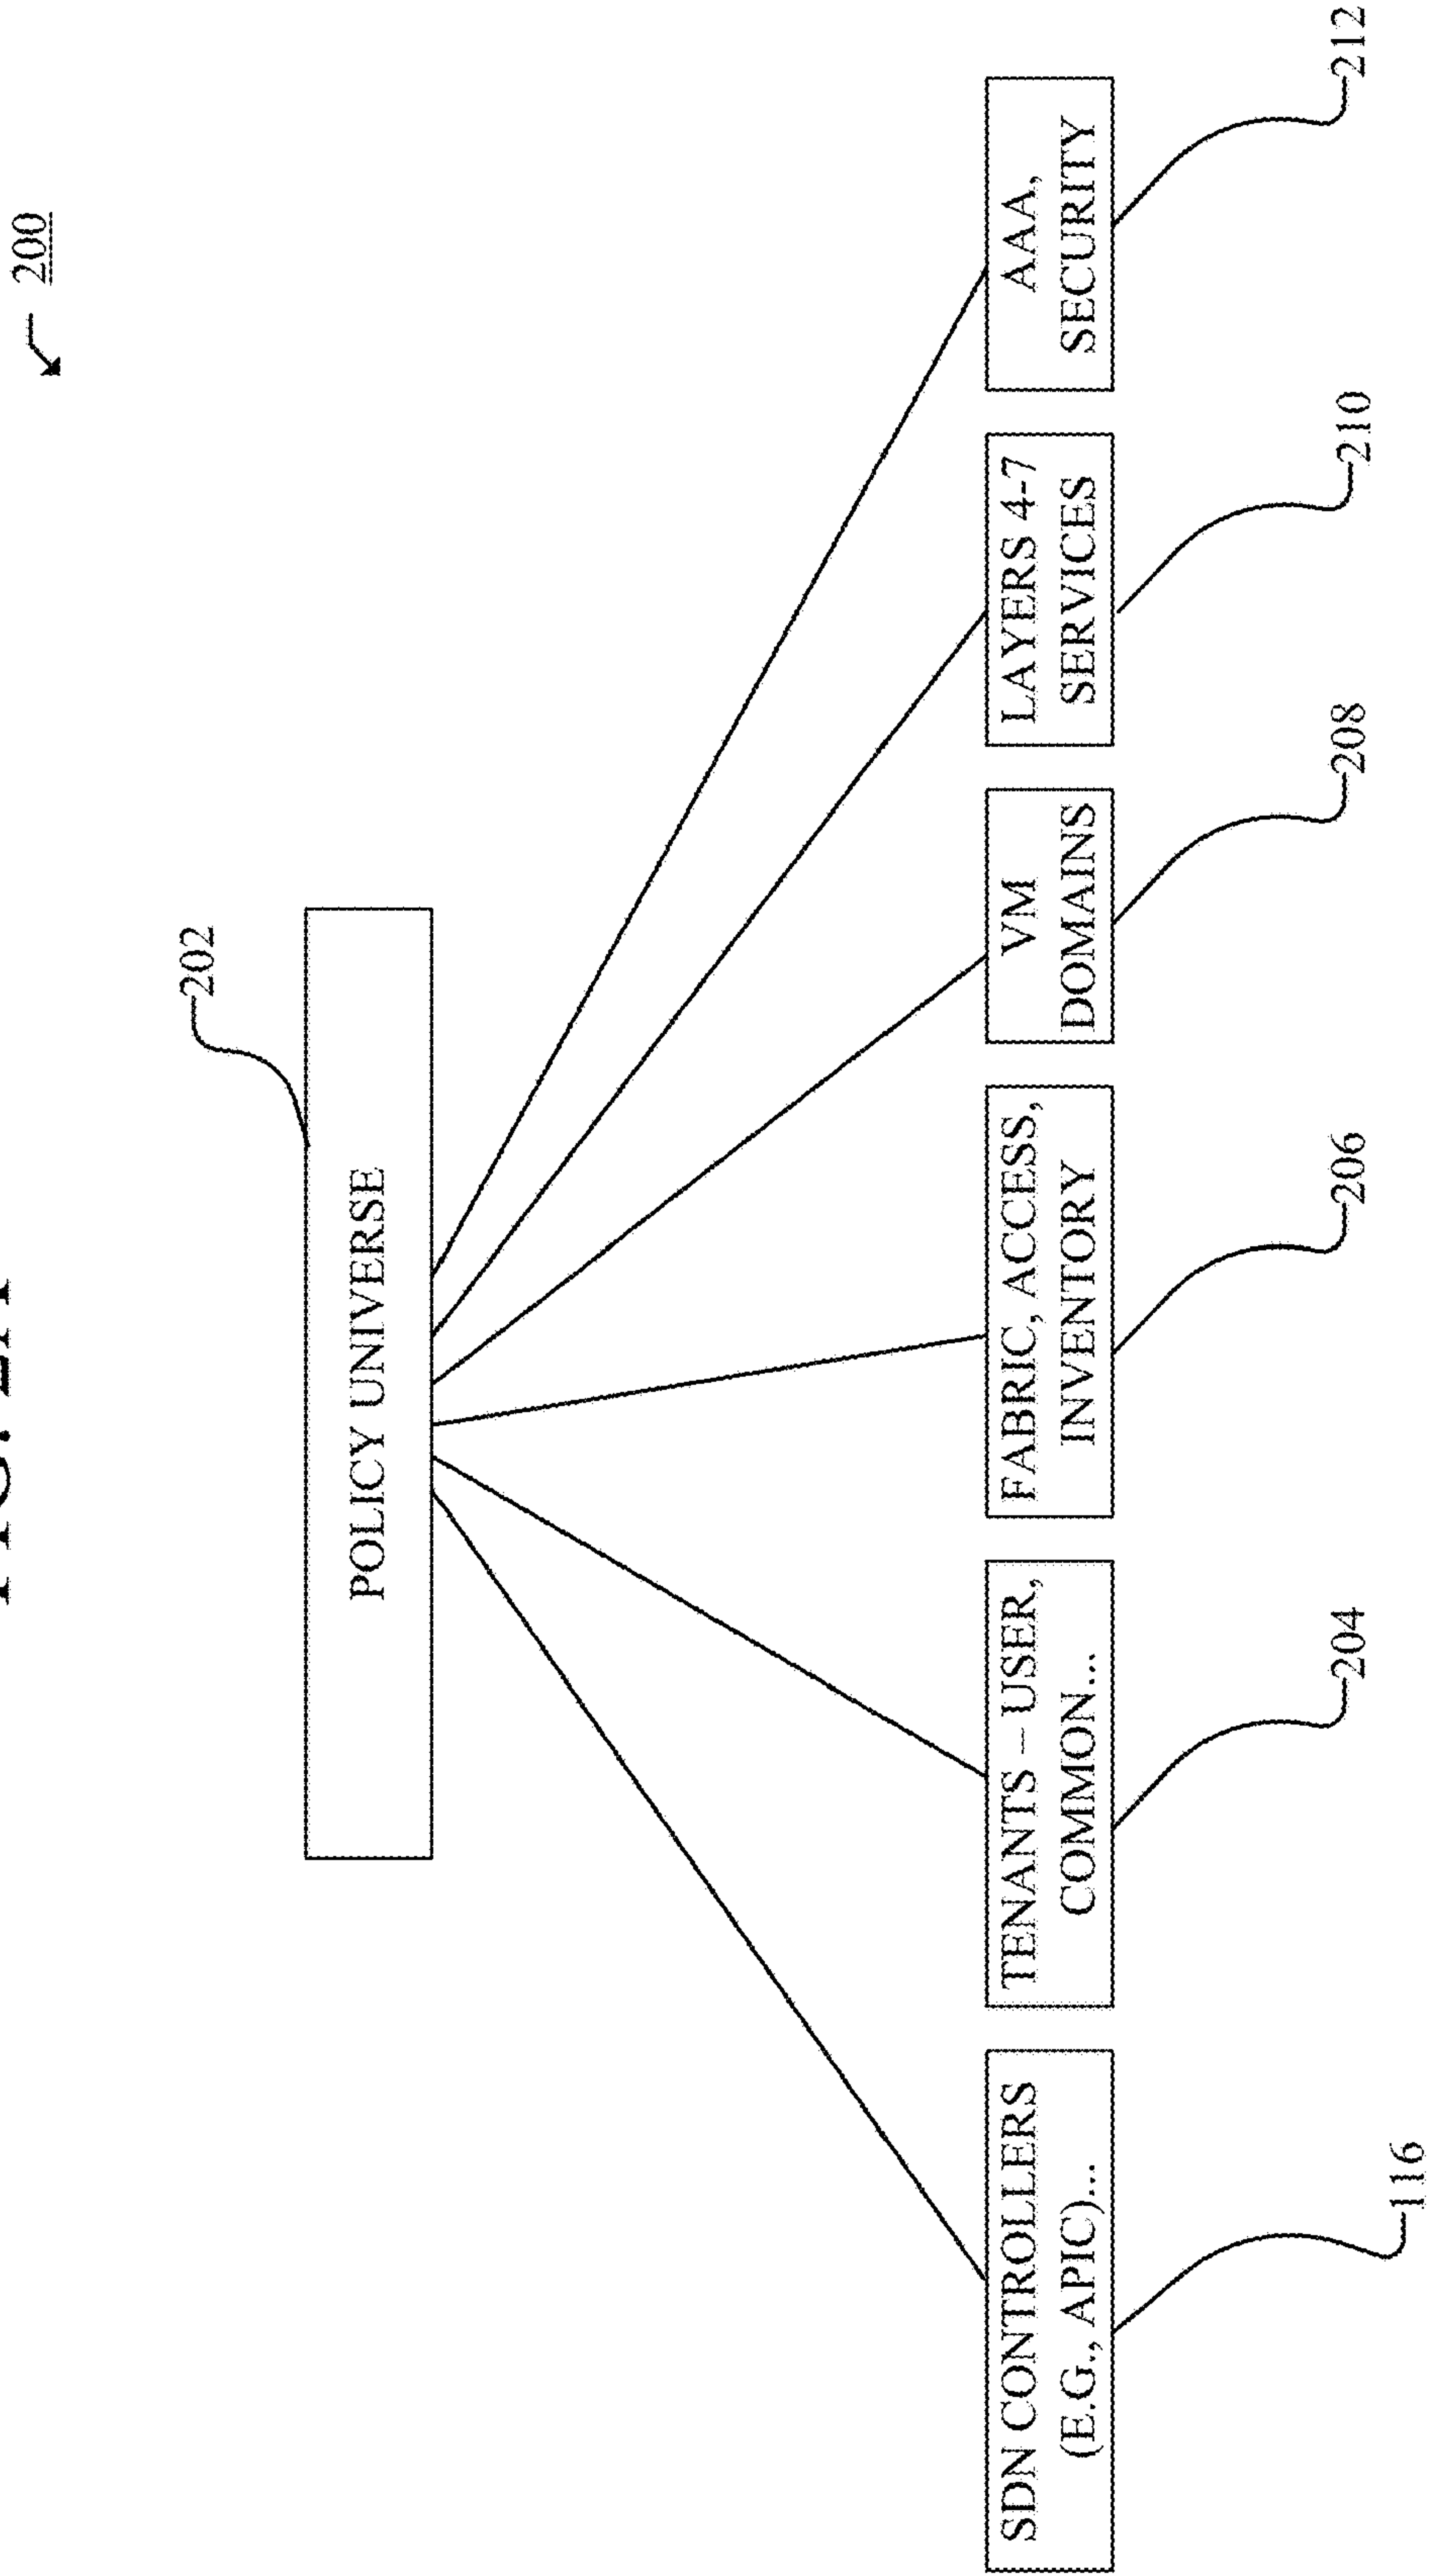 200
202
POLICY UNIVERSE
SDN CONTROLLERS
(E.G., APIC)...
TENANTS – USER,
COMMON...
FABRIC, ACCESS,
INVENTORY
VM
DOMAINS
LAYERS 4-7
SERVICES
AAA,
SECURITY
116
204
206
208
210
212